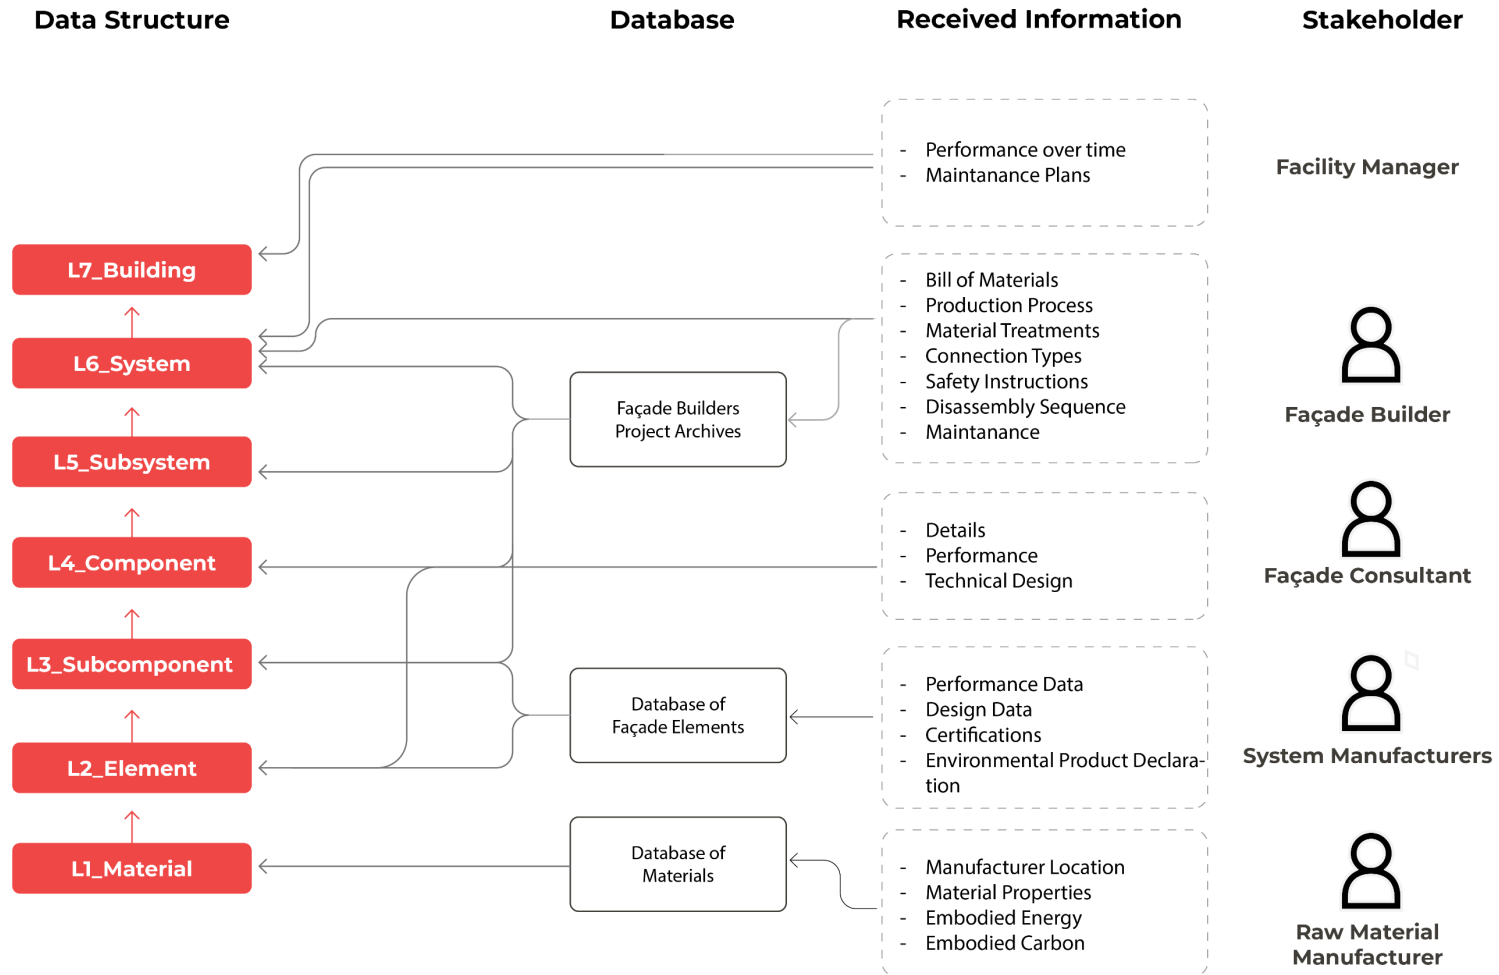 Data Structure
Database
Received Information
Stakeholder
- Performance over time
- Maintanance Plans
Facility Manager
L7_Building
L6_System
L5_Subsystem
L4_Component
L3_Subcomponent
L2_Element
L1_Material
Façade Builders
Project Archives
Database of
Façade Elements
Database of
Materials
- Bill of Materials
- Production Process
- Material Treatments
- Connection Types
- Safety Instructions
- Disassembly Sequence
- Maintanance
Façade Builder
- Details
- Performance
- Technical Design
Façade Consultant
- Performance Data
- Design Data
- Certifications
- Environmental Product Declara-
tion
System Manufacturers
- Manufacturer Location
- Material Properties
- Embodied Energy
- Embodied Carbon
Raw Material
Manufacturer